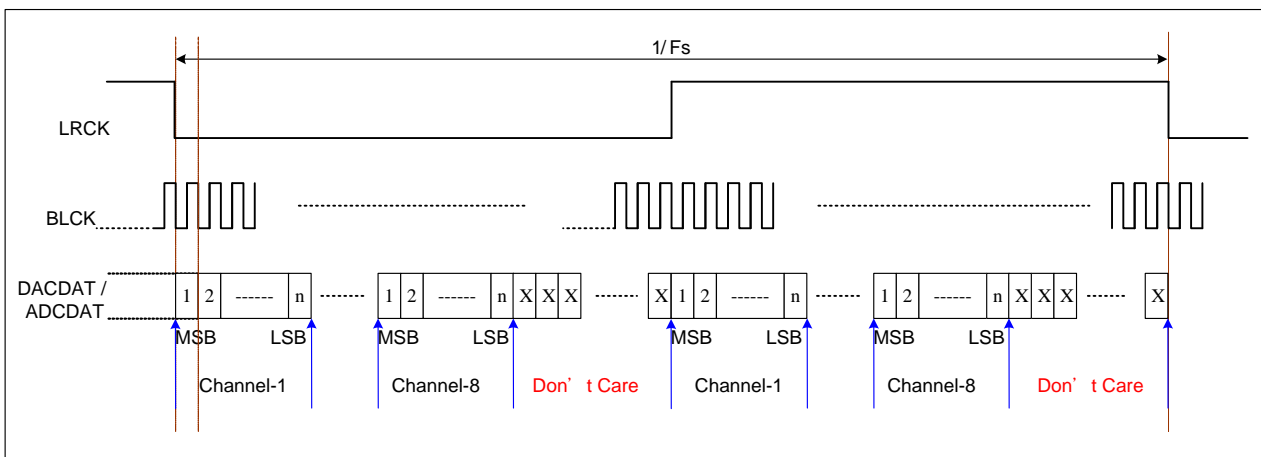 1/ Fs
LRCK
BLCK
DACDAT /
ADCDAT
1 2 ------ n 1 2 ------ n X X X X 1 2 ------ n 1 2 ------ n X X X X
MSB LSB MSB LSB MSB LSB MSB LSB
Channel-1 Channel-8 Don’ t Care Channel-1 Channel-8 Don’ t Care